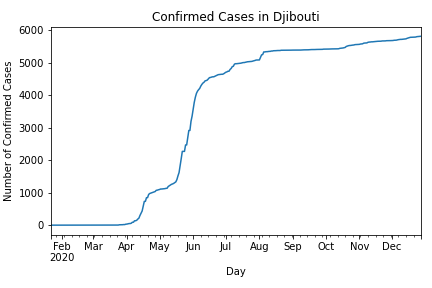 Confirmed Cases in Djibouti
6000
5000
4000
3000
2000
1000
0
Number of Confirmed Cases
Feb Mar Apr May Jun Jul Aug Sep Oct Nov Dec
2020
Day